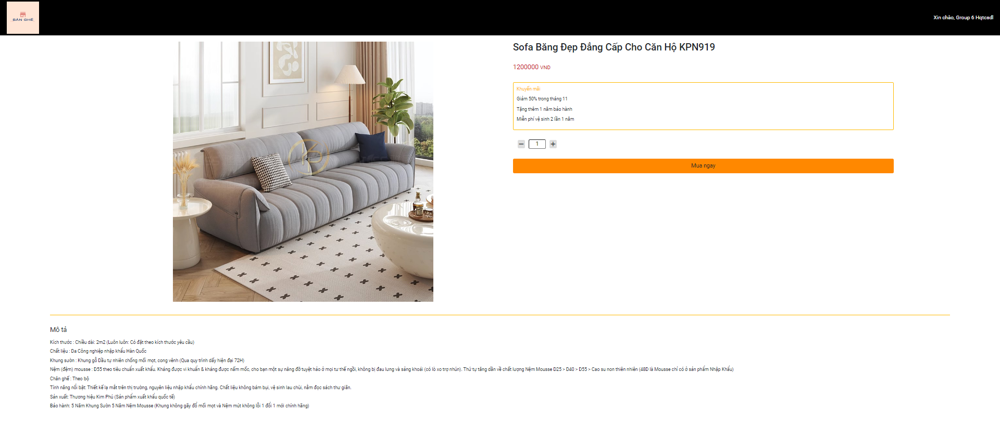 BÁN GHẾ
Xin chào, Group 6 Hqtcsdl
Sofa Băng Đẹp Đẳng Cấp Cho Căn Hộ KPN919
1200000 VND
Khuyến mãi
Giảm 50% trong tháng 11
Tặng thêm 1 năm bảo hành
Miễn phí vệ sinh 2 lần 1 năm
− 1 +
Mua ngay
Mô tả
Kích thước : Chiều dài: 2m2 (Luôn luôn: Có đặt theo kích thước yêu cầu)
Chất liệu : Da Công nghiệp nhập khẩu Hàn Quốc
Khung sườn : Khung gỗ Dầu tự nhiên chống mối mọt, cong vênh (Qua quy trình dấy hiện đại 72H)
Nệm (đệm) mousse : D55 theo tiêu chuẩn xuất khẩu. Kháng được vi khuẩn & kháng được nấm mốc, cho bạn một sự nâng đỡ tuyệt hảo ở mọi tư thế ngồi, không bị đau lưng và sảng khoái (có lò xo trợ nhún). Thứ tự tăng dần về chất lượng Nệm Mousse D25 > D40 > D55 > Cao su non thiên nhiên (48D là Mousse chỉ có ở sản phẩm Nhập Khẩu)
Chân ghế : Theo bộ
Tính năng nổi bật: Thiết kế lạ mắt trên thị trường, nguyên liệu nhập khẩu chính hãng. Chất liệu không bám bụi, vệ sinh lau chùi, nằm đọc sách thư giãn.
Sản xuất: Thương hiệu Kim Phú (Sản phẩm xuất khẩu quốc tế)
Bảo hành: 5 Năm Khung Sườn 5 Năm Nệm Mousse (Khung không gãy đổ mối mọt và Nệm mút không lỗi 1 đổi 1 mới chính hãng)